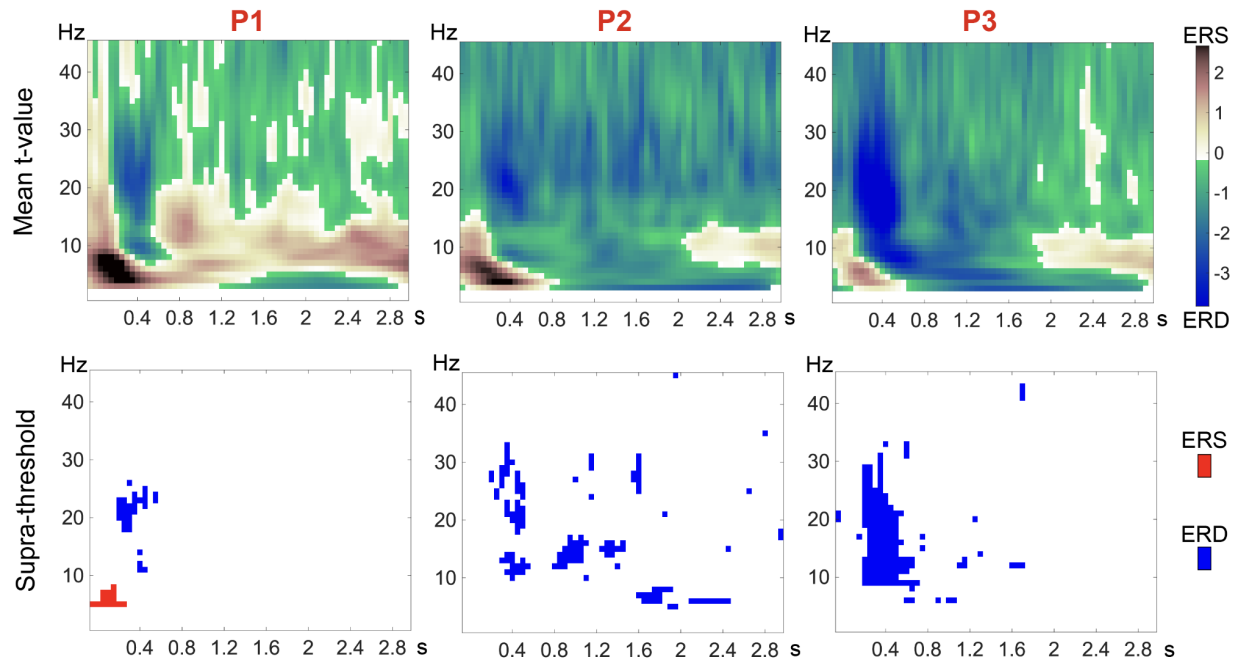 P1 P2 P3
Hz Hz Hz ERS
Mean t-value
40 40 40 2
30 30 30 1
0
20 20 20 -1
10 10 10 -2
-3
0.4 0.8 1.2 1.6 2 2.4 2.8 s 0.4 0.8 1.2 1.6 2 2.4 2.8 s 0.4 0.8 1.2 1.6 2 2.4 2.8 s ERD
Hz Hz Hz
Supra-threshold
40 40 40
30 30 30 ERS
20 20 20 ERD
10 10 10
0.4 0.8 1.2 1.6 2 2.4 2.8 s 0.4 0.8 1.2 1.6 2 2.4 2.8 s 0.4 0.8 1.2 1.6 2 2.4 2.8 s